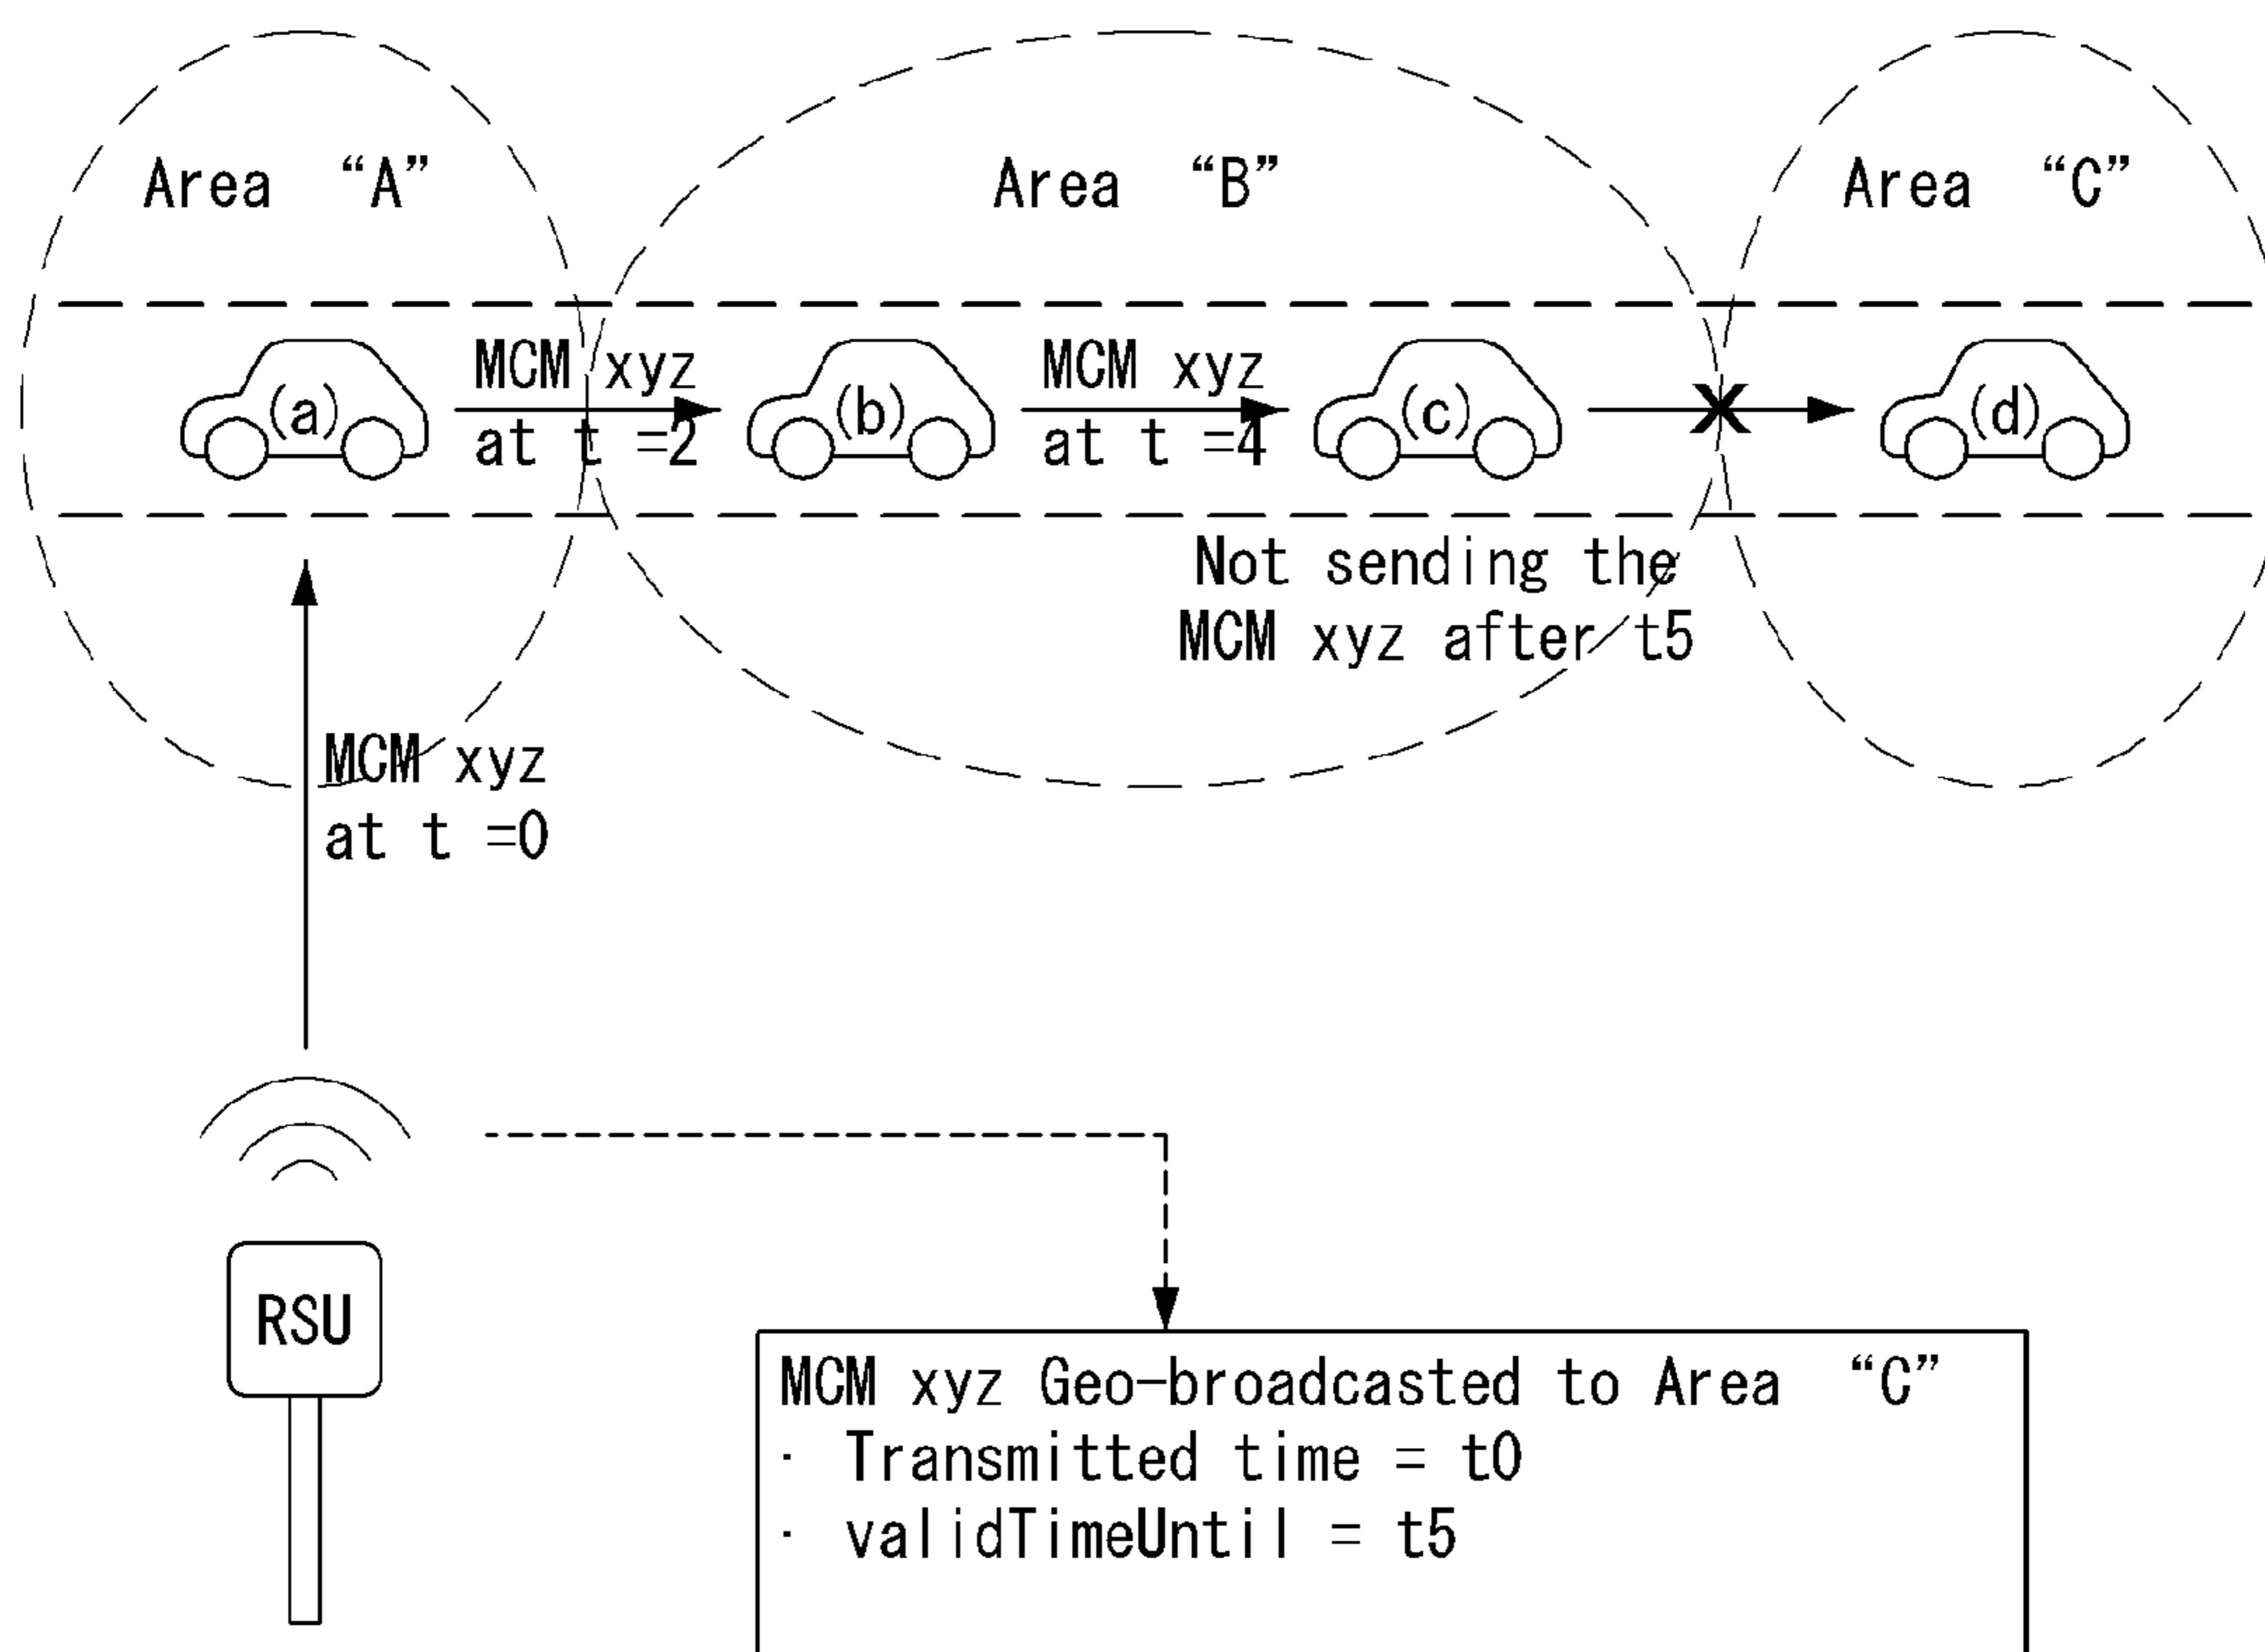 Area “A”
Area “B”
Area “C”
(a)
MCM xyz
at t =2
(b)
MCM xyz
at t =4
(c)
X
(d)
Not sending the
MCM xyz after t5
MCM xyz
at t =0
RSU
MCM xyz Geo-broadcasted to Area “C”
· Transmitted time = t0
· validTimeUntil = t5